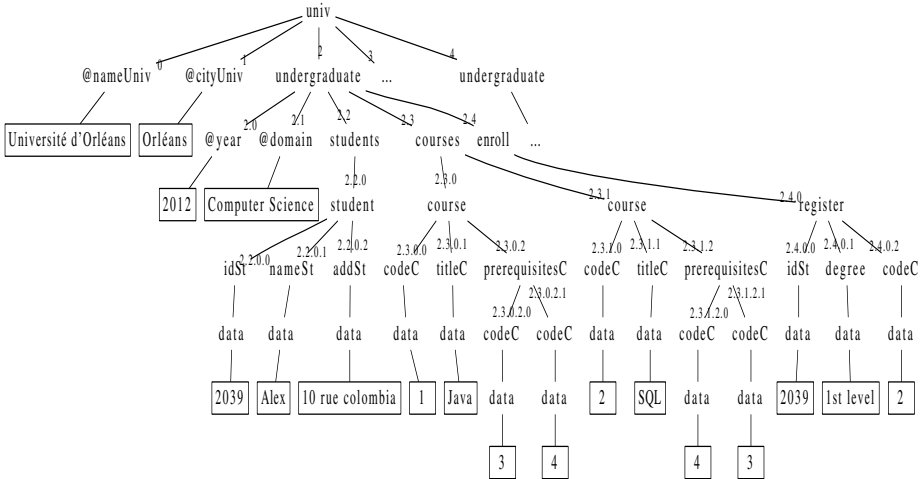 univ
0 1 2 3 4
@nameUniv @cityUniv undergraduate ... undergraduate
Université d'Orléans Orléans 2.0 2.1 2.2 2.3 2.4
@year @domain students courses enroll ...
2012 Computer Science 2.2.0 2.3.0 2.3.1 2.4.0
student course course register
2.2.0.0 2.2.0.1 2.2.0.2 2.3.0.0 2.3.0.1 2.3.0.2 2.3.1.0 2.3.1.1 2.3.1.2 2.4.0.0 2.4.0.1 2.4.0.2
idSt nameSt addSt codeC titleC prerequisitesC codeC titleC prerequisitesC idSt degree codeC
2.3.0.2.0 2.3.0.2.1 2.3.1.2.0 2.3.1.2.1
data data data data data codeC codeC data data codeC codeC data data data
2039 Alex 10 rue colombia 1 Java data data 2 SQL data data 2039 1st level 2
3 4 4 3